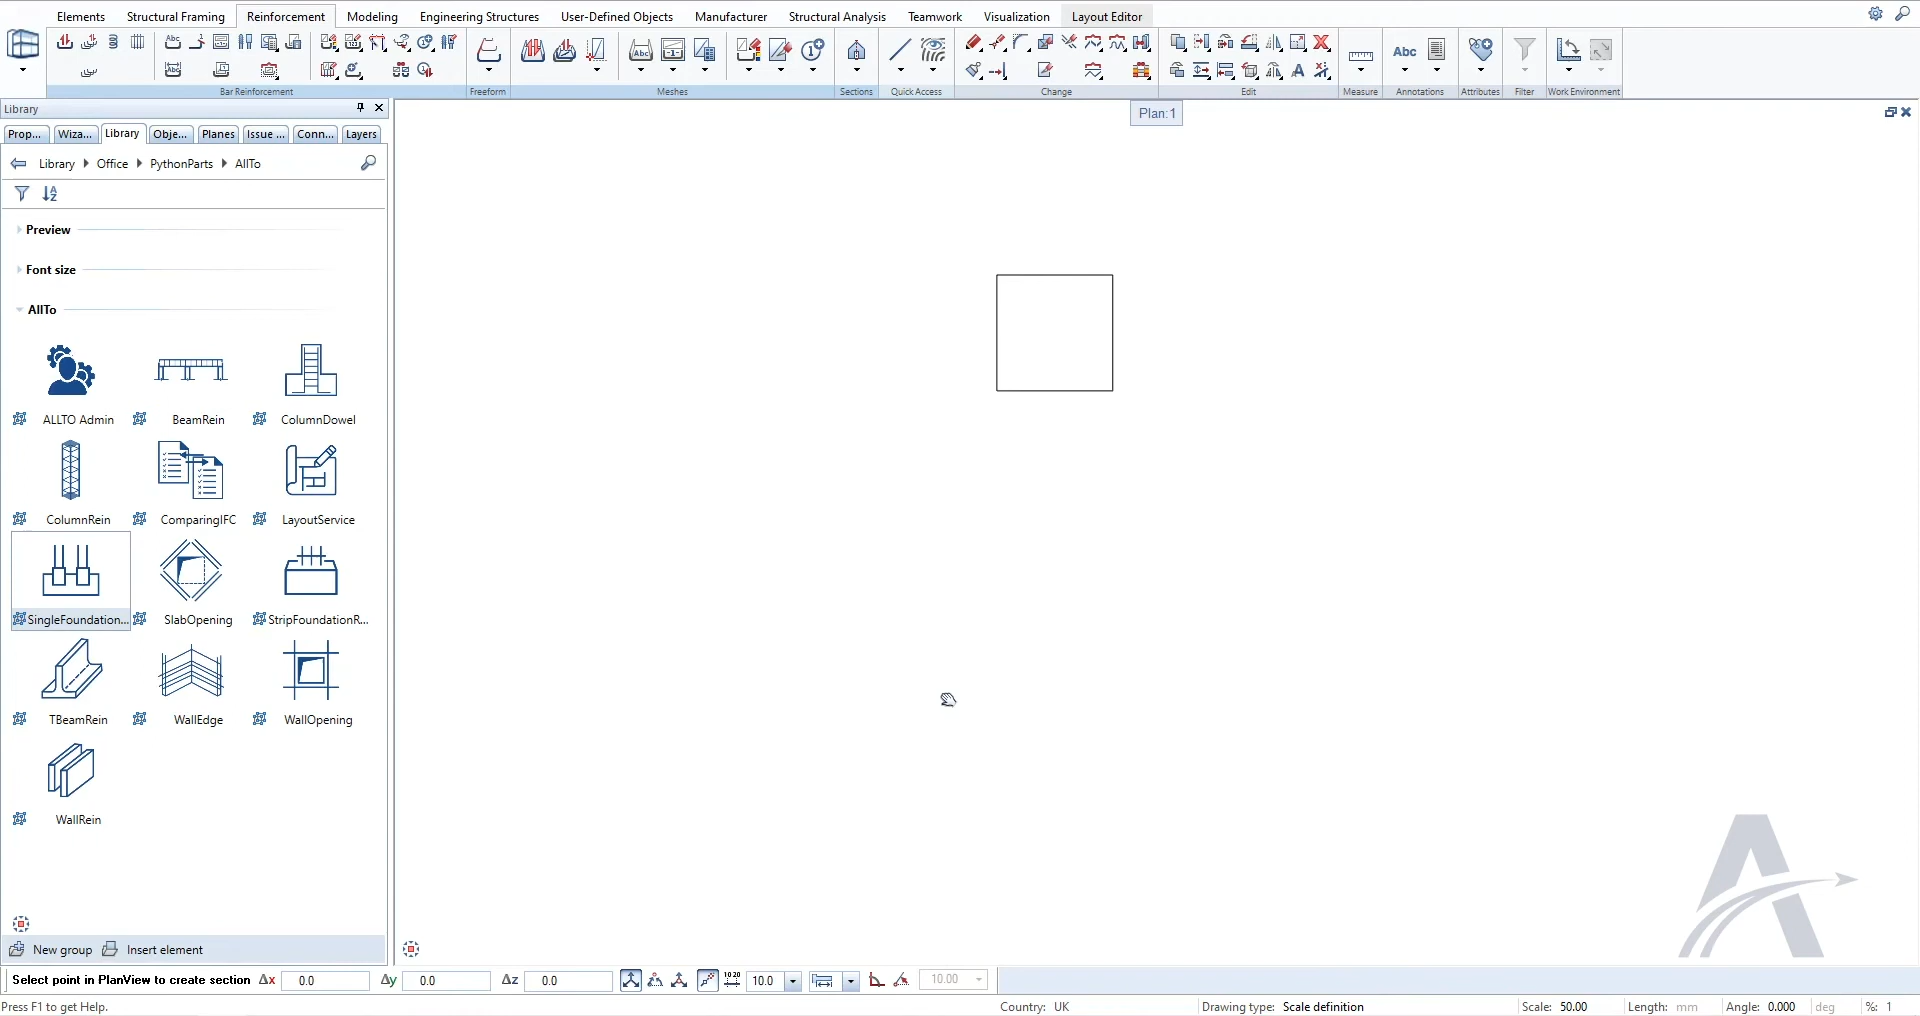 Elements Structural Framing Reinforcement Modeling Engineering Structures User-Defined Objects Manufacturer Structural Analysis Teamwork Visualization Layout Editor
Bar Reinforcement Freeform Meshes Sections Quick Access Change Edit Measure Annotations Attributes Filter Work Environment
Library
Plan:1
Prop... Wiza... Library Obje... Planes Issue ... Conn... Layers
Library Office PythonParts AllTo
Preview
Font size
AllTo
ALLTO Admin BeamRein ColumnDowel
ColumnRein ComparingIFC LayoutService
SingleFoundation... SlabOpening StripFoundationR...
TBeamRein WallEdge WallOpening
WallRein
New group Insert element
Select point in PlanView to create section Δx 0.0 Δy 0.0 Δz 0.0 10.0 10.00
Press F1 to get Help. Country: UK Drawing type: Scale definition Scale: 50.00 Length: mm Angle: 0.000 deg %: 1